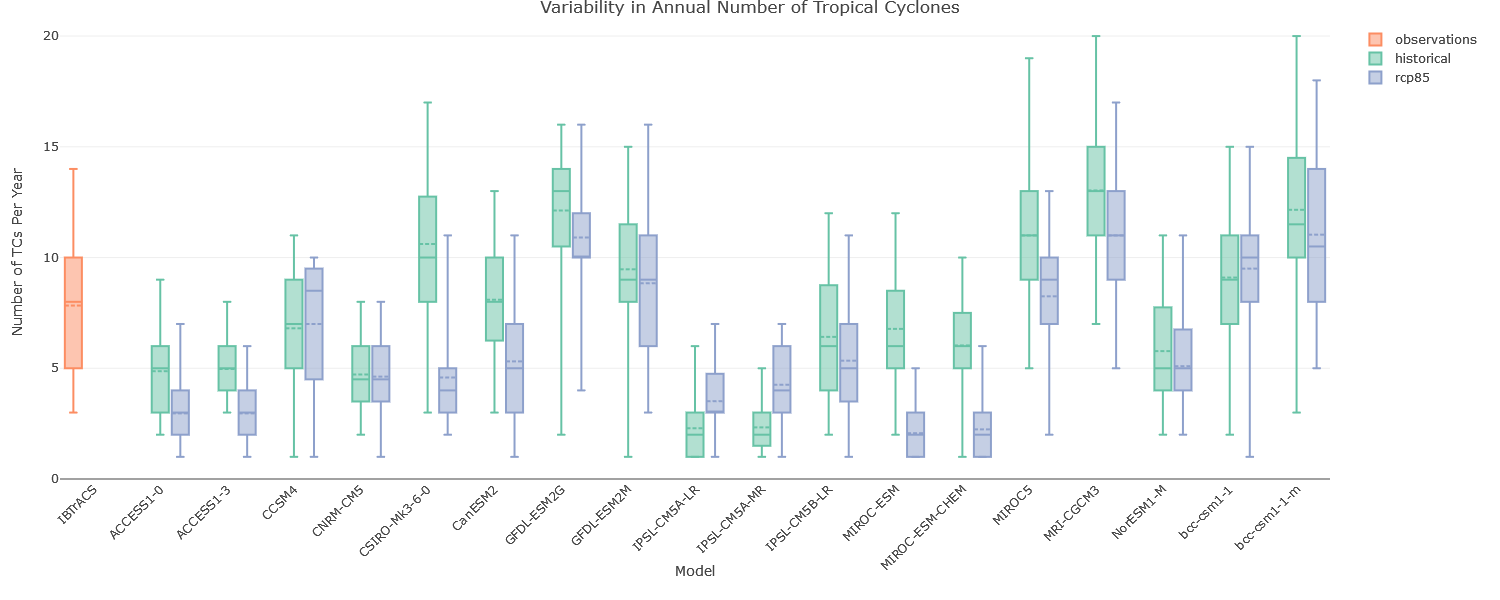 Variability in Annual Number of Tropical Cyclones
observations
historical
rcp85
Number of TCs Per Year
20
15
10
5
0
IBTrACS
ACCESS1-0
ACCESS1-3
CCSM4
CNRM-CM5
CSIRO-Mk3-6-0
CanESM2
GFDL-ESM2G
GFDL-ESM2M
IPSL-CM5A-LR
IPSL-CM5A-MR
IPSL-CM5B-LR
MIROC-ESM
MIROC-ESM-CHEM
MIROC5
MRI-CGCM3
NorESM1-M
bcc-csm1-1
bcc-csm1-1-m
Model